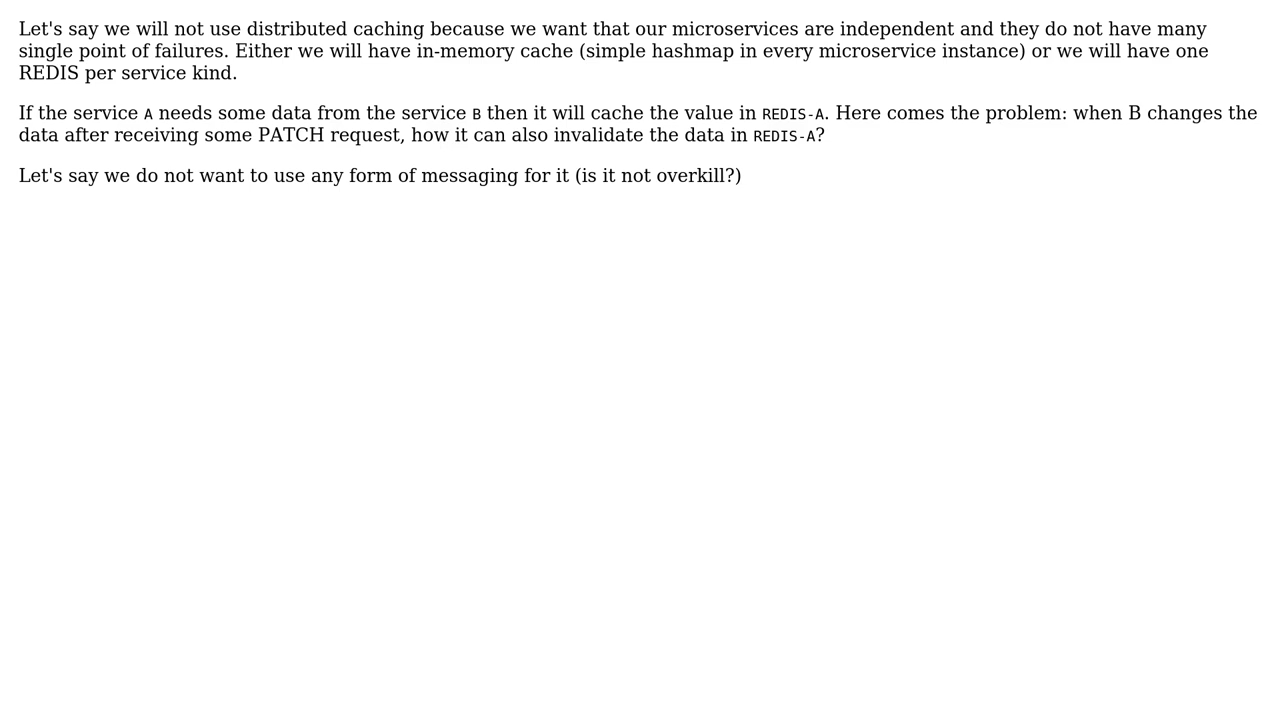 Let's say we will not use distributed caching because we want that our microservices are independent and they do not have many
single point of failures. Either we will have in-memory cache (simple hashmap in every microservice instance) or we will have one
REDIS per service kind.
If the service A needs some data from the service B then it will cache the value in REDIS-A. Here comes the problem: when B changes the
data after receiving some PATCH request, how it can also invalidate the data in REDIS-A?
Let's say we do not want to use any form of messaging for it (is it not overkill?)